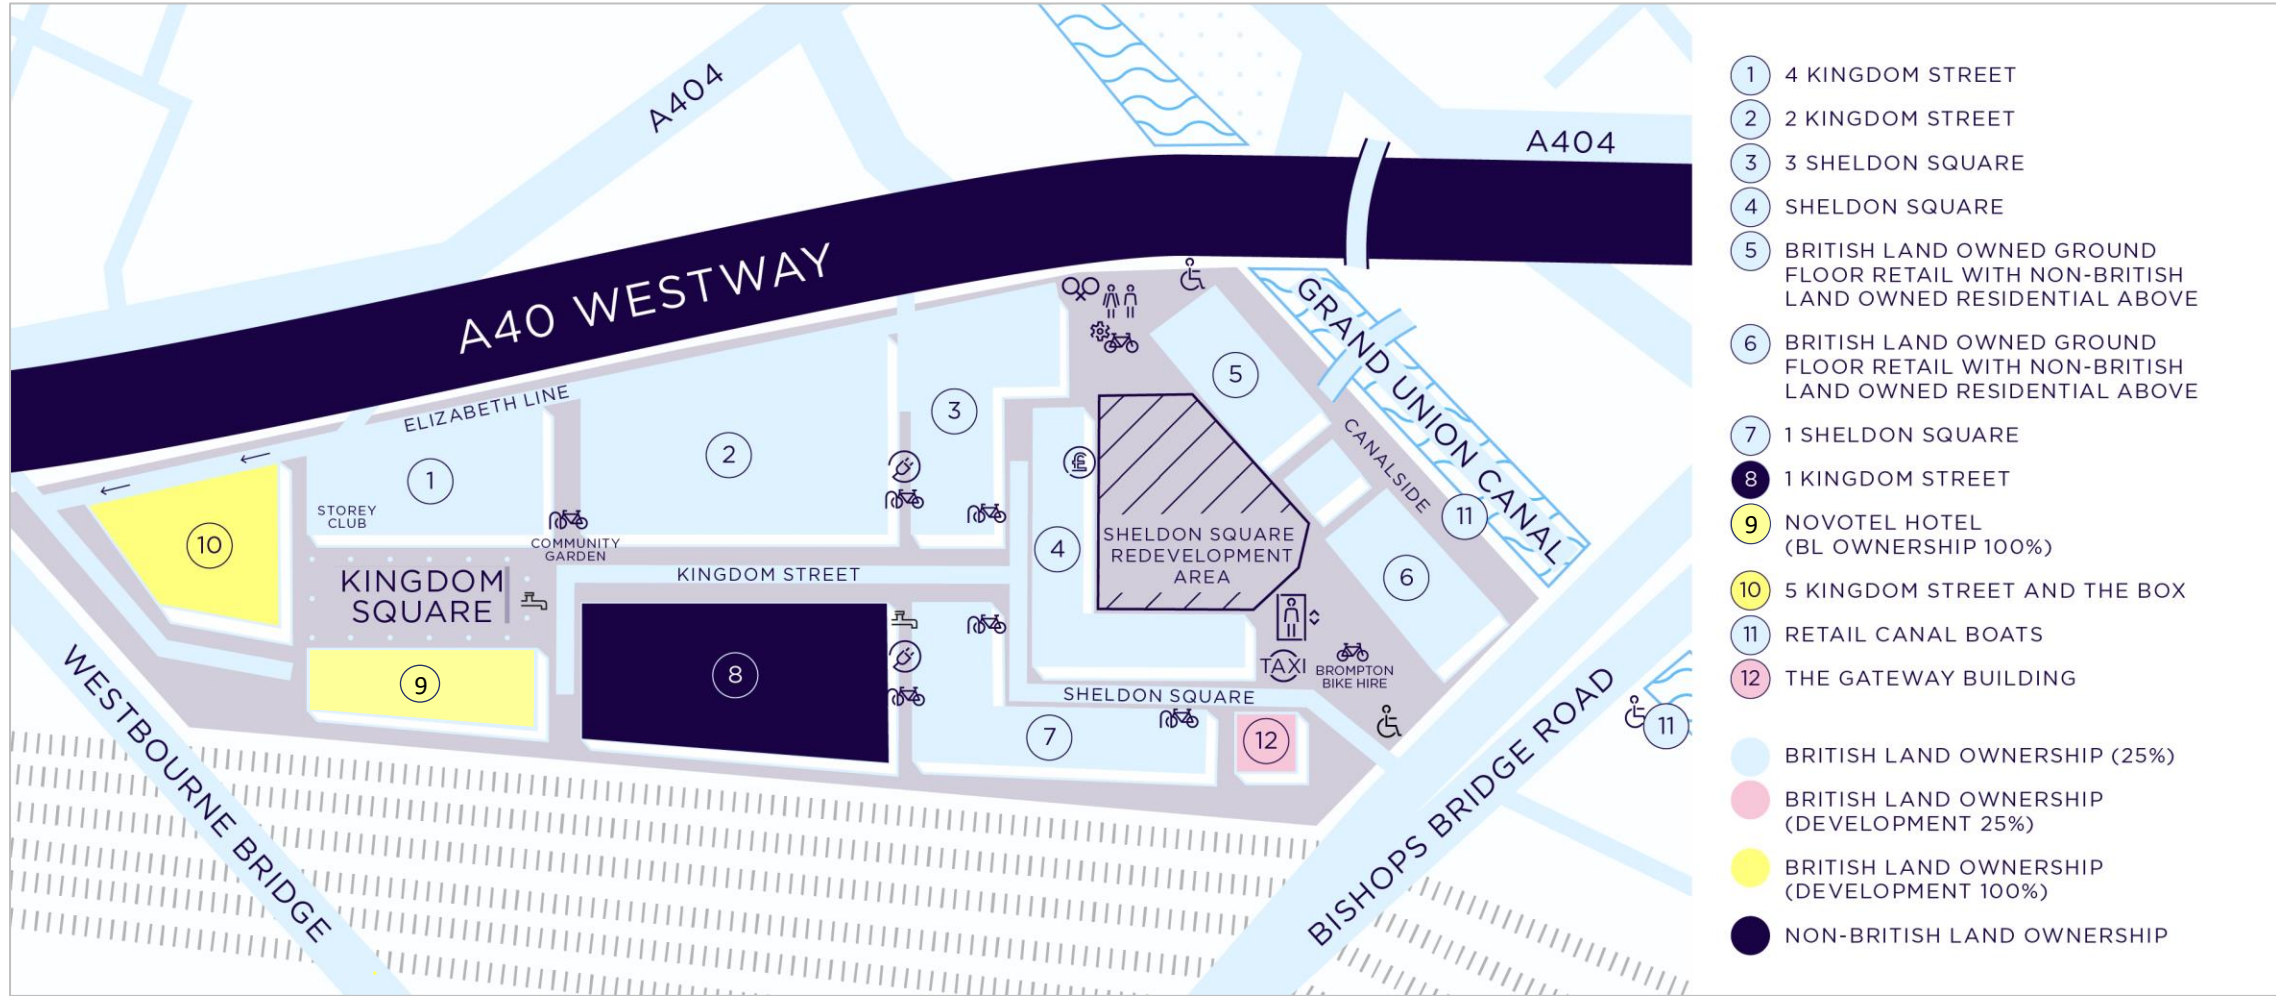 A404
A404
A40 WESTWAY
ELIZABETH LINE
GRAND UNION CANAL
CANALSIDE
1
2
3
4
5
6
7
8
9
10
11
11
12
£
STOREY
CLUB
COMMUNITY
GARDEN
KINGDOM
SQUARE
KINGDOM STREET
SHELDON SQUARE
REDEVELOPMENT
AREA
TAXI
BROMPTON
BIKE HIRE
SHELDON SQUARE
WESTBOURNE BRIDGE
BISHOPS BRIDGE ROAD
1 4 KINGDOM STREET
2 2 KINGDOM STREET
3 3 SHELDON SQUARE
4 SHELDON SQUARE
5 BRITISH LAND OWNED GROUND
FLOOR RETAIL WITH NON-BRITISH
LAND OWNED RESIDENTIAL ABOVE
6 BRITISH LAND OWNED GROUND
FLOOR RETAIL WITH NON-BRITISH
LAND OWNED RESIDENTIAL ABOVE
7 1 SHELDON SQUARE
8 1 KINGDOM STREET
9 NOVOTEL HOTEL
(BL OWNERSHIP 100%)
10 5 KINGDOM STREET AND THE BOX
11 RETAIL CANAL BOATS
12 THE GATEWAY BUILDING
BRITISH LAND OWNERSHIP (25%)
BRITISH LAND OWNERSHIP
(DEVELOPMENT 25%)
BRITISH LAND OWNERSHIP
(DEVELOPMENT 100%)
NON-BRITISH LAND OWNERSHIP